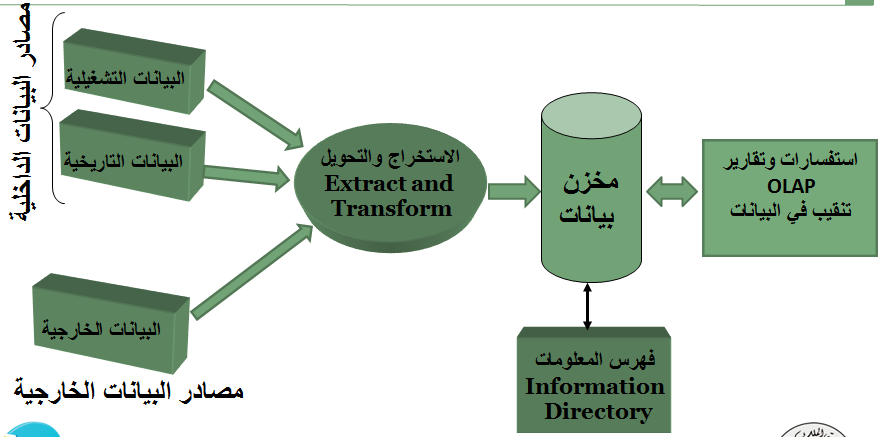 مصادر البيانات الداخلية
البيانات التشغيلية
البيانات التاريخية
البيانات الخارجية
مصادر البيانات الخارجية
الاستخراج والتحويل
Extract and
Transform
مخزن
بيانات
استفسارات وتقارير
OLAP
تنقيب في البيانات
فهرس المعلومات
Information
Directory